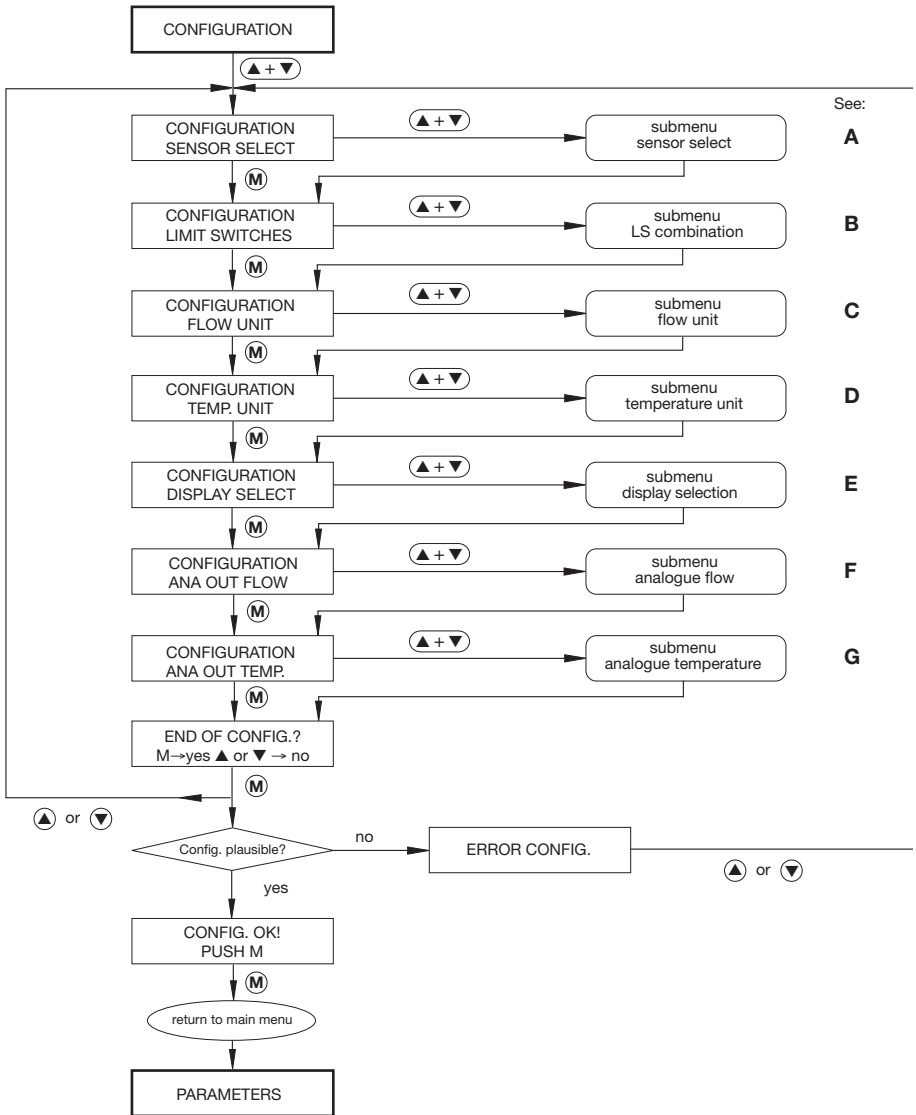 CONFIGURATION
▲ + ▼
See:
CONFIGURATION
SENSOR SELECT
▲ + ▼
submenu
sensor select
A
M
CONFIGURATION
LIMIT SWITCHES
▲ + ▼
submenu
LS combination
B
M
CONFIGURATION
FLOW UNIT
▲ + ▼
submenu
flow unit
C
M
CONFIGURATION
TEMP. UNIT
▲ + ▼
submenu
temperature unit
D
M
CONFIGURATION
DISPLAY SELECT
▲ + ▼
submenu
display selection
E
M
CONFIGURATION
ANA OUT FLOW
▲ + ▼
submenu
analogue flow
F
M
CONFIGURATION
ANA OUT TEMP.
▲ + ▼
submenu
analogue temperature
G
M
END OF CONFIG.?
M→yes ▲ or ▼ → no
M
▲ or ▼
Config. plausible?
no
ERROR CONFIG.
▲ or ▼
yes
CONFIG. OK!
PUSH M
M
return to main menu
PARAMETERS